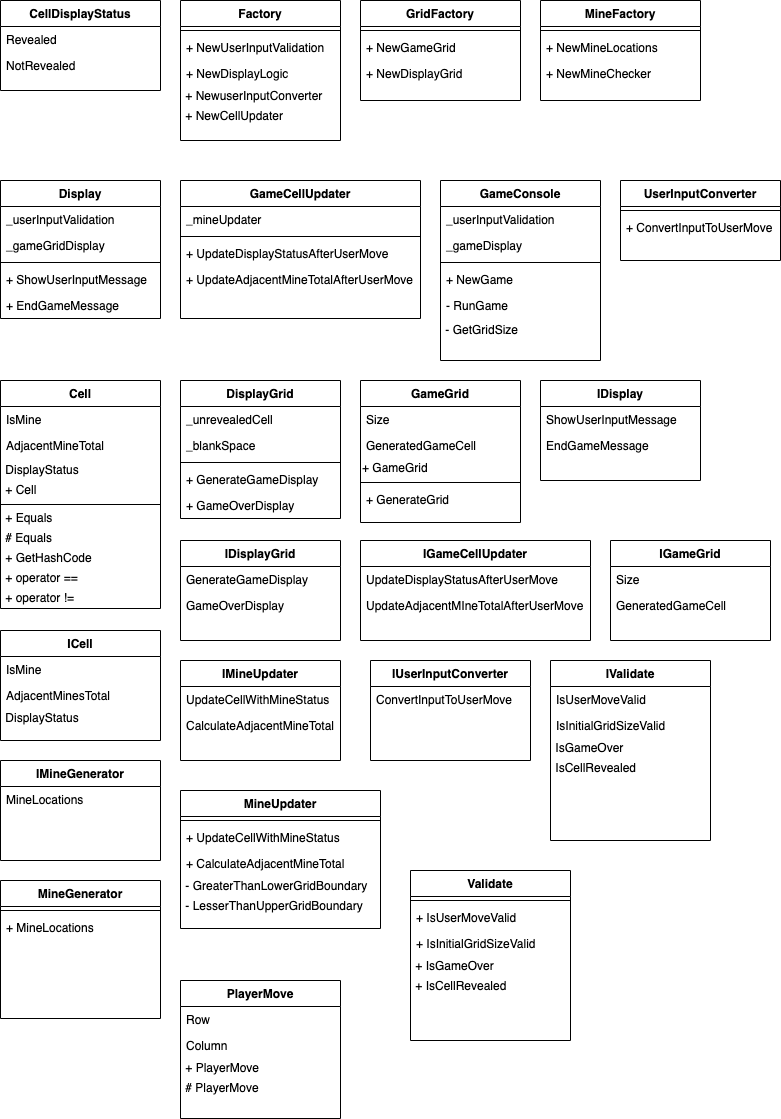 CellDisplayStatus
Revealed
NotRevealed
Factory
+ NewUserInputValidation
+ NewDisplayLogic
+ NewuserInputConverter
+ NewCellUpdater
GridFactory
+ NewGameGrid
+ NewDisplayGrid
MineFactory
+ NewMineLocations
+ NewMineChecker
Display
_userInputValidation
_gameGridDisplay
+ ShowUserInputMessage
+ EndGameMessage
GameCellUpdater
_mineUpdater
+ UpdateDisplayStatusAfterUserMove
+ UpdateAdjacentMineTotalAfterUserMove
GameConsole
_userInputValidation
_gameDisplay
+ NewGame
- RunGame
- GetGridSize
UserInputConverter
+ ConvertInputToUserMove
Cell
IsMine
AdjacentMineTotal
DisplayStatus
+ Cell
+ Equals
# Equals
+ GetHashCode
+ operator ==
+ operator !=
DisplayGrid
_unrevealedCell
_blankSpace
+ GenerateGameDisplay
+ GameOverDisplay
GameGrid
Size
GeneratedGameCell
+ GameGrid
+ GenerateGrid
IDisplay
ShowUserInputMessage
EndGameMessage
IDisplayGrid
GenerateGameDisplay
GameOverDisplay
IGameCellUpdater
UpdateDisplayStatusAfterUserMove
UpdateAdjacentMIneTotalAfterUserMove
IGameGrid
Size
GeneratedGameCell
ICell
IsMine
AdjacentMinesTotal
DisplayStatus
IMineUpdater
UpdateCellWithMineStatus
CalculateAdjacentMineTotal
IUserInputConverter
ConvertInputToUserMove
IValidate
IsUserMoveValid
IsInitialGridSizeValid
IsGameOver
IsCellRevealed
IMineGenerator
MineLocations
MineUpdater
+ UpdateCellWithMineStatus
+ CalculateAdjacentMineTotal
- GreaterThanLowerGridBoundary
- LesserThanUpperGridBoundary
MineGenerator
+ MineLocations
Validate
+ IsUserMoveValid
+ IsInitialGridSizeValid
+ IsGameOver
+ IsCellRevealed
PlayerMove
Row
Column
+ PlayerMove
# PlayerMove